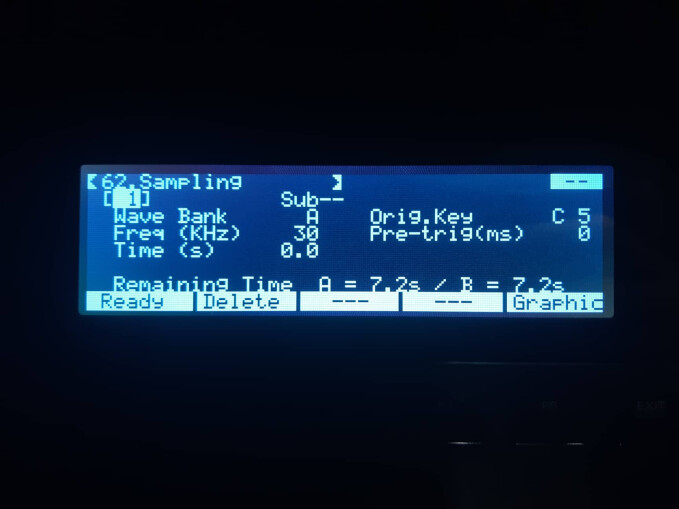 62.Sampling --
[ 1] Sub--
Wave Bank A Orig.Key C 5
Freq (KHz) 30 Pre-trig(ms) 0
Time (s) 0.0
Remaining Time A = 7.2s / B = 7.2s
Ready Delete --- --- Graphic